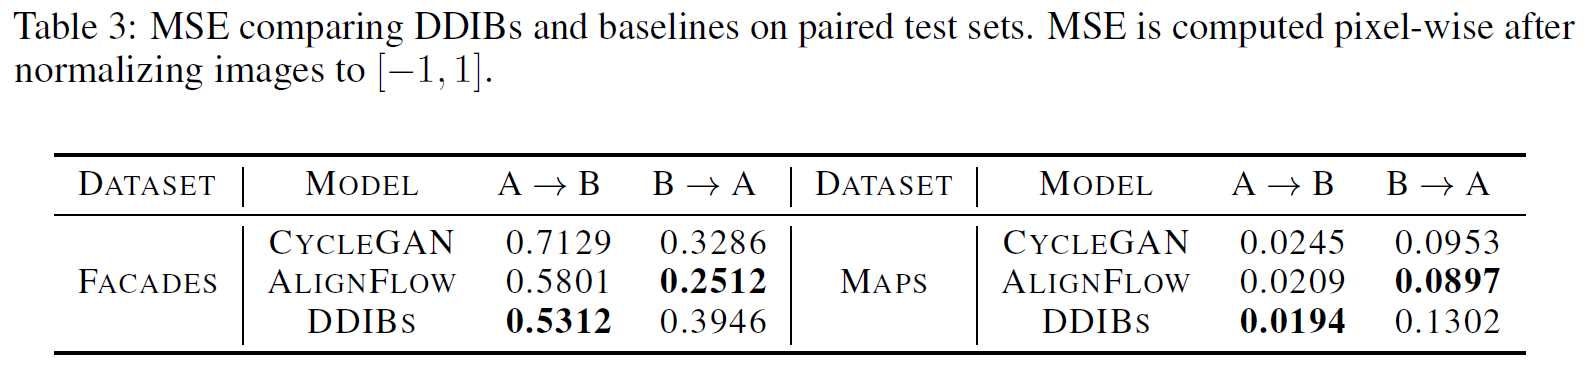 Table 3: MSE comparing DDIBs and baselines on paired test sets. MSE is computed pixel-wise after
normalizing images to [−1, 1].
DATASET MODEL A → B B → A DATASET MODEL A → B B → A
CYCLEGAN 0.7129 0.3286 CYCLEGAN 0.0245 0.0953
FACADES ALIGNFLOW 0.5801 0.2512 MAPS ALIGNFLOW 0.0209 0.0897
DDIBS 0.5312 0.3946 DDIBS 0.0194 0.1302